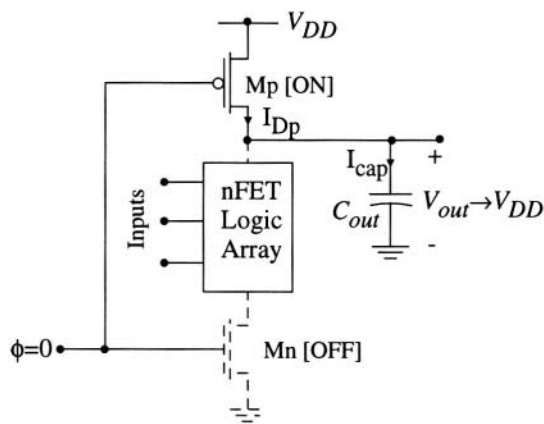 V_DD
Mp [ON]
I_Dp
I_cap
+
nFET
Logic
Array
Inputs
C_out
V_out→V_DD
-
ϕ=0
Mn [OFF]